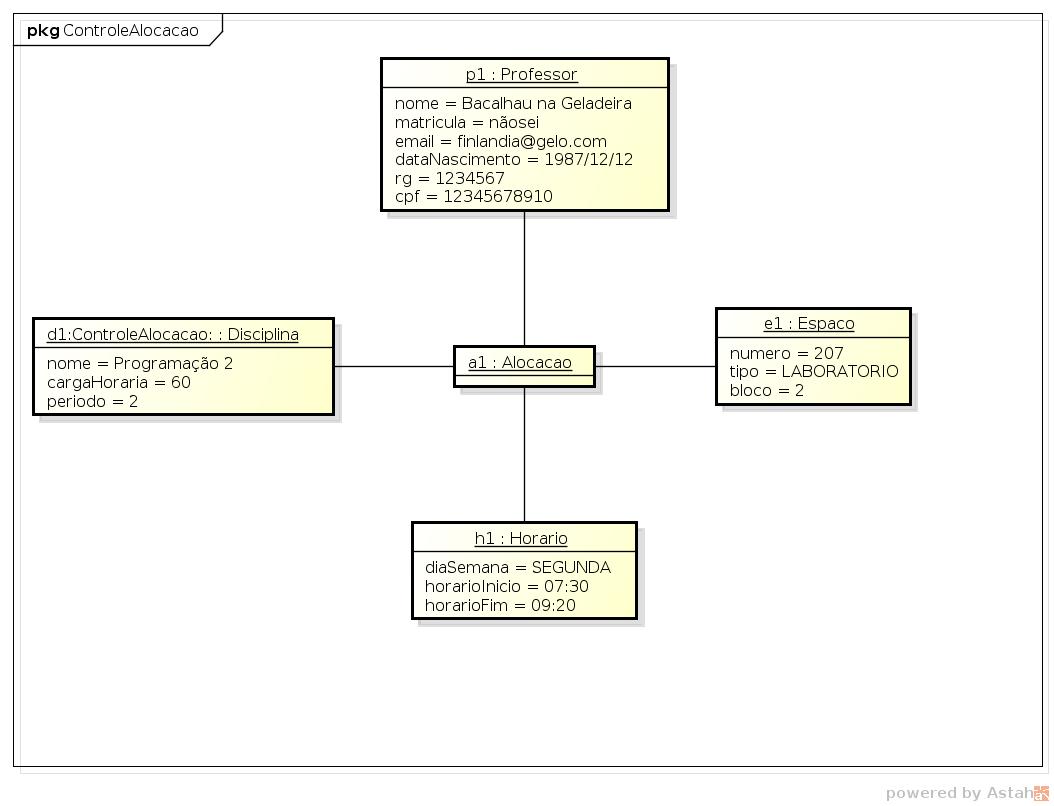 pkg ControleAlocacao
p1 : Professor
nome = Bacalhau na Geladeira
matricula = nãosei
email = finlandia@gelo.com
dataNascimento = 1987/12/12
rg = 1234567
cpf = 12345678910
d1:ControleAlocacao: : Disciplina
nome = Programação 2
cargaHoraria = 60
periodo = 2
a1 : Alocacao
e1 : Espaco
numero = 207
tipo = LABORATORIO
bloco = 2
h1 : Horario
diaSemana = SEGUNDA
horarioInicio = 07:30
horarioFim = 09:20
powered by Astah